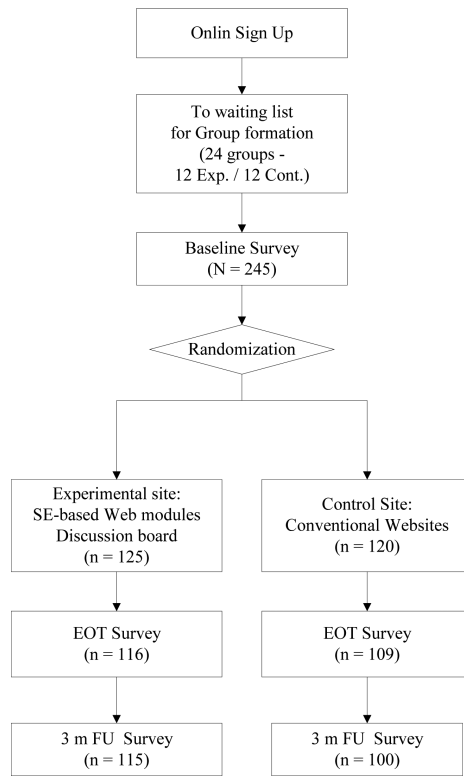 Onlin Sign Up
To waiting list
for Group formation
(24 groups -
12 Exp. / 12 Cont.)
Baseline Survey
(N = 245)
Randomization
Experimental site:
SE-based Web modules
Discussion board
(n = 125)
Control Site:
Conventional Websites
(n = 120)
EOT Survey
(n = 116)
EOT Survey
(n = 109)
3 m FU Survey
(n = 115)
3 m FU Survey
(n = 100)